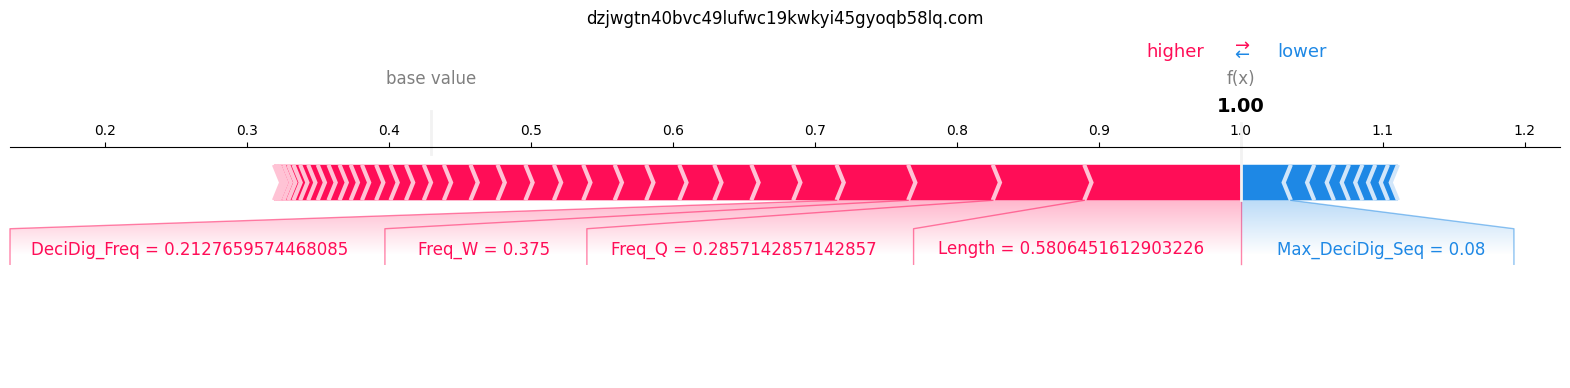 dzjwgtn40bvc49lufwc19kwkyi45gyoqb58lq.com
higher ⇄ lower
base value f(x)
1.00
0.2 0.3 0.4 0.5 0.6 0.7 0.8 0.9 1.0 1.1 1.2
DeciDig_Freq = 0.2127659574468085 Freq_W = 0.375 Freq_Q = 0.2857142857142857 Length = 0.5806451612903226 Max_DeciDig_Seq = 0.08